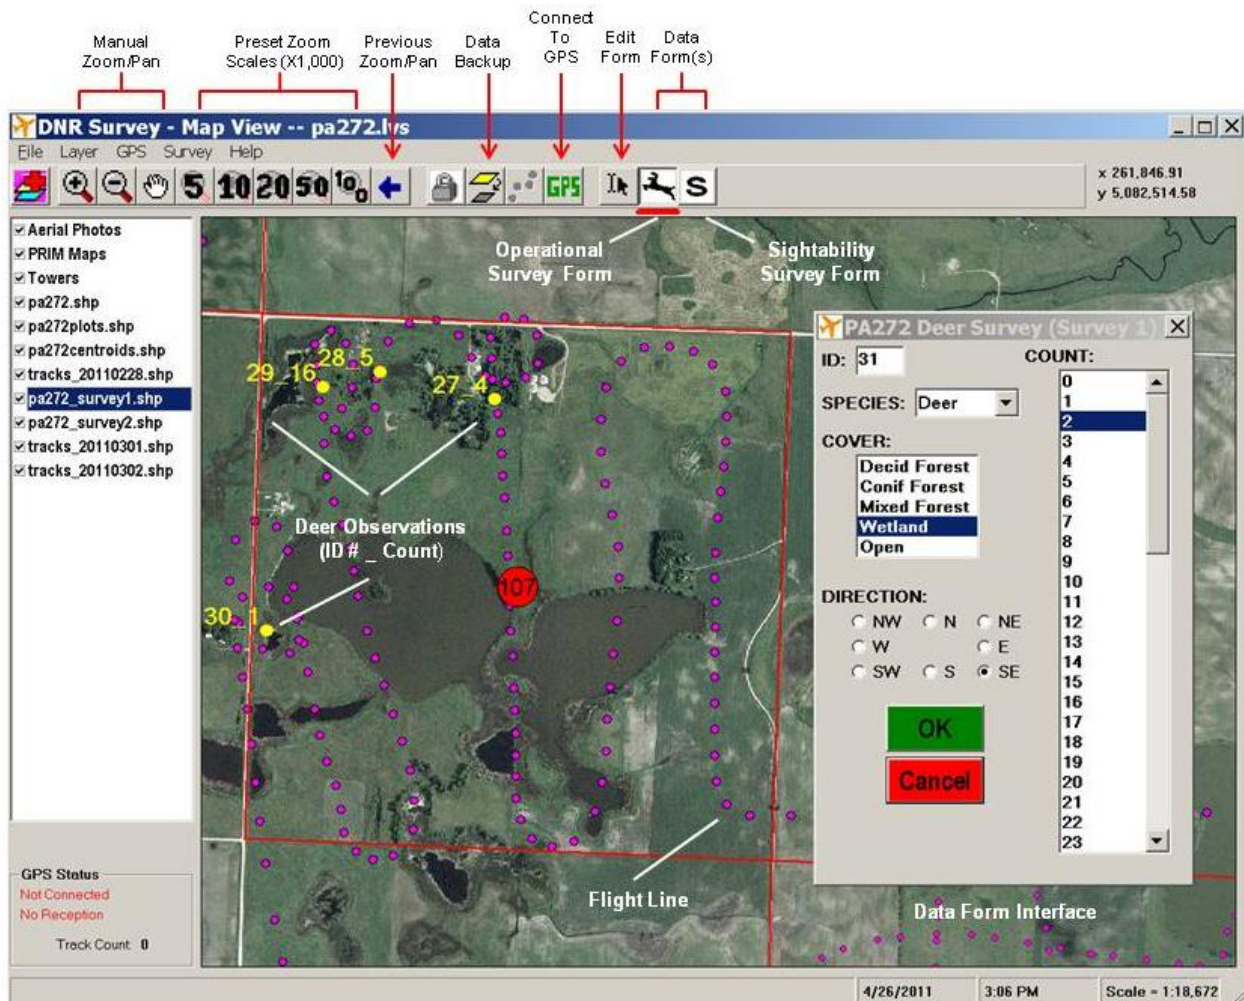 Manual
Zoom/Pan
Preset Zoom
Scales (X1,000)
Previous
Zoom/Pan
Data
Backup
Connect
To
GPS
Edit
Form
Data
Form(s)
DNR Survey - Map View -- pa272.lvs
File Layer GPS Survey Help
5 10 20 50 100 GPS S
x 261,846.91
y 5,082,514.58
Aerial Photos
PRIM Maps
Towers
pa272.shp
pa272plots.shp
pa272centroids.shp
tracks_20110228.shp
pa272_survey1.shp
pa272_survey2.shp
tracks_20110301.shp
tracks_20110302.shp
GPS Status
Not Connected
No Reception
Track Count 0
Operational
Survey Form
Sightability
Survey Form
28_5
29_16
27_4
Deer Observations
(ID # _ Count)
107
30_1
Flight Line
Data Form Interface
PA272 Deer Survey (Survey 1)
ID: 31
SPECIES: Deer
COVER:
Decid Forest
Conif Forest
Mixed Forest
Wetland
Open
DIRECTION:
NW N NE
W E
SW S SE
OK
Cancel
COUNT:
0
1
2
3
4
5
6
7
8
9
10
11
12
13
14
15
16
17
18
19
20
21
22
23
4/26/2011 3:06 PM Scale = 1:18,672